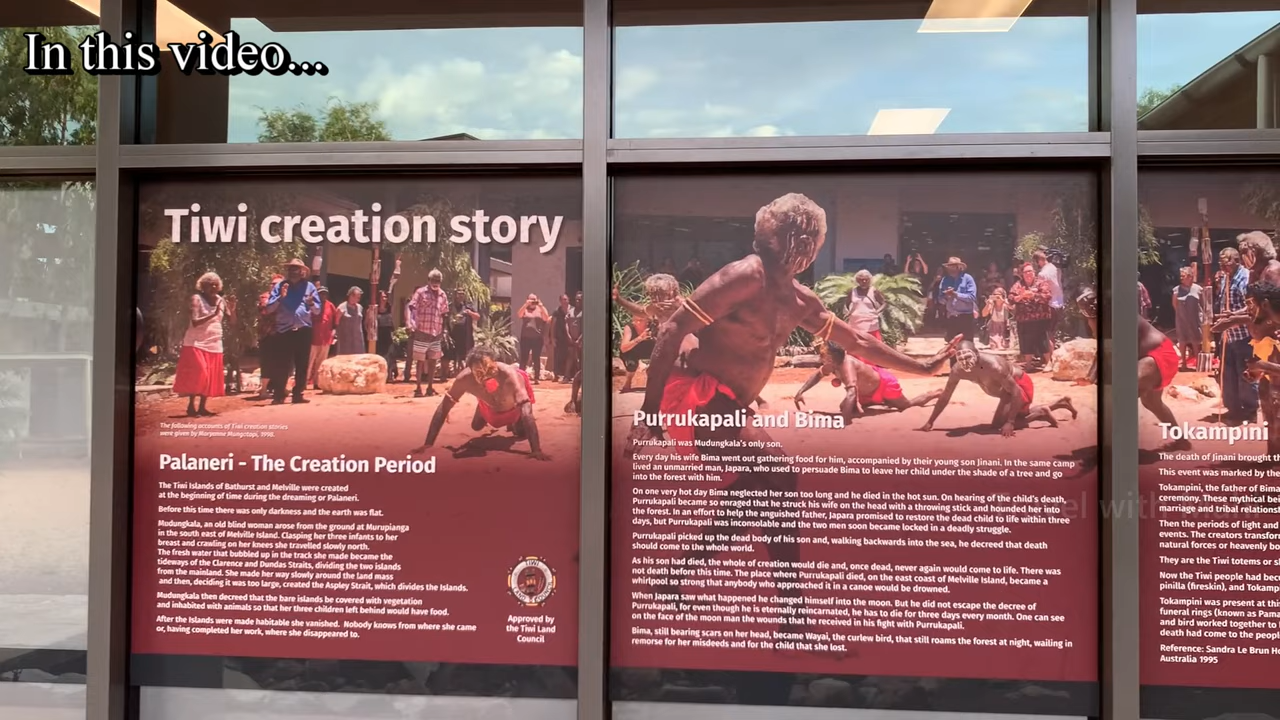 In this video...
Tiwi creation story
The following accounts of Tiwi creation stories
were given by Maryanne Mungatopi, 1998.
Palaneri - The Creation Period
The Tiwi Islands of Bathurst and Melville were created
at the beginning of time during the dreaming or Palaneri.
Before this time there was only darkness and the earth was flat.
Mudungkala, an old blind woman arose from the ground at Murupianga
in the south east of Melville Island. Clasping her three infants to her
breast and crawling on her knees she travelled slowly north.
The fresh water that bubbled up in the track she made became the
tideways of the Clarence and Dundas Straits, dividing the two islands
from the mainland. She made her way slowly around the land mass
and then, deciding it was too large, created the Aspley Strait, which divides the Islands.
Mudungkala then decreed that the bare islands be covered with vegetation
and inhabited with animals so that her three children left behind would have food.
After the Islands were made habitable she vanished. Nobody knows from where she came
or, having completed her work, where she disappeared to.
TIWI
LAND COUNCIL
Approved by
the Tiwi Land
Council
Purrukapali and Bima
Purrukapali was Mudungkala's only son.
Every day his wife Bima went out gathering food for him, accompanied by their young son Jinani. In the same camp
lived an unmarried man, Japara, who used to persuade Bima to leave her child under the shade of a tree and go
into the forest with him.
On one very hot day Bima neglected her son too long and he died in the hot sun. On hearing of the child's death,
Purrukapali became so enraged that he struck his wife on the head with a throwing stick and hounded her into
the forest. In an effort to help the anguished father, Japara promised to restore the dead child to life within three
days, but Purrukapali was inconsolable and the two men soon became locked in a deadly struggle.
Purrukapali picked up the dead body of his son and, walking backwards into the sea, he decreed that death
should come to the whole world.
As his son had died, the whole of creation would die and, once dead, never again would come to life. There was
not death before this time. The place where Purrukapali died, on the east coast of Melville Island, became a
whirlpool so strong that anybody who approached it in a canoe would be drowned.
When Japara saw what happened he changed himself into the moon. But he did not escape the decree of
Purrukapali, for even though he is eternally reincarnated, he has to die for three days every month. One can see
on the face of the moon man the wounds that he received in his fight with Purrukapali.
Bima, still bearing scars on her head, became Wayai, the curlew bird, that still roams the forest at night, wailing in
remorse for her misdeeds and for the child that she lost.
Tokampini
The death of Jinani brought th
This event was marked by the
Tokampini, the father of Bima
ceremony. These mythical bei
marriage and tribal relations
Then the periods of light and
events. The creators transfor
natural forces or heavenly bo
They are the Tiwi totems or s
Now the Tiwi people had bec
pinilla (fireskin), and Tokamp
Tokampini was present at thi
funeral rings (known as Pama
and bird worked together to
death had come to the peopl
Reference: Sandra Le Brun Ho
Australia 1995